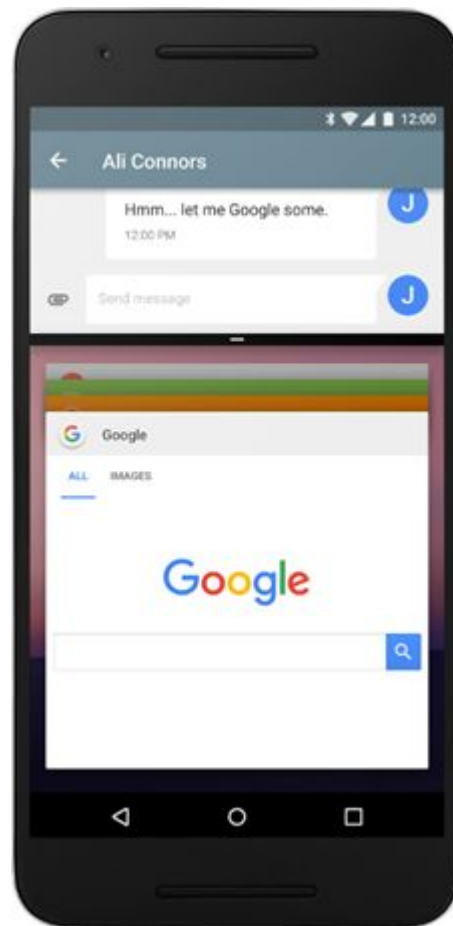 12:00
Ali Connors
Hmm... let me Google some.
J
12:00 PM
Send message
J
Google
ALL IMAGES
Google